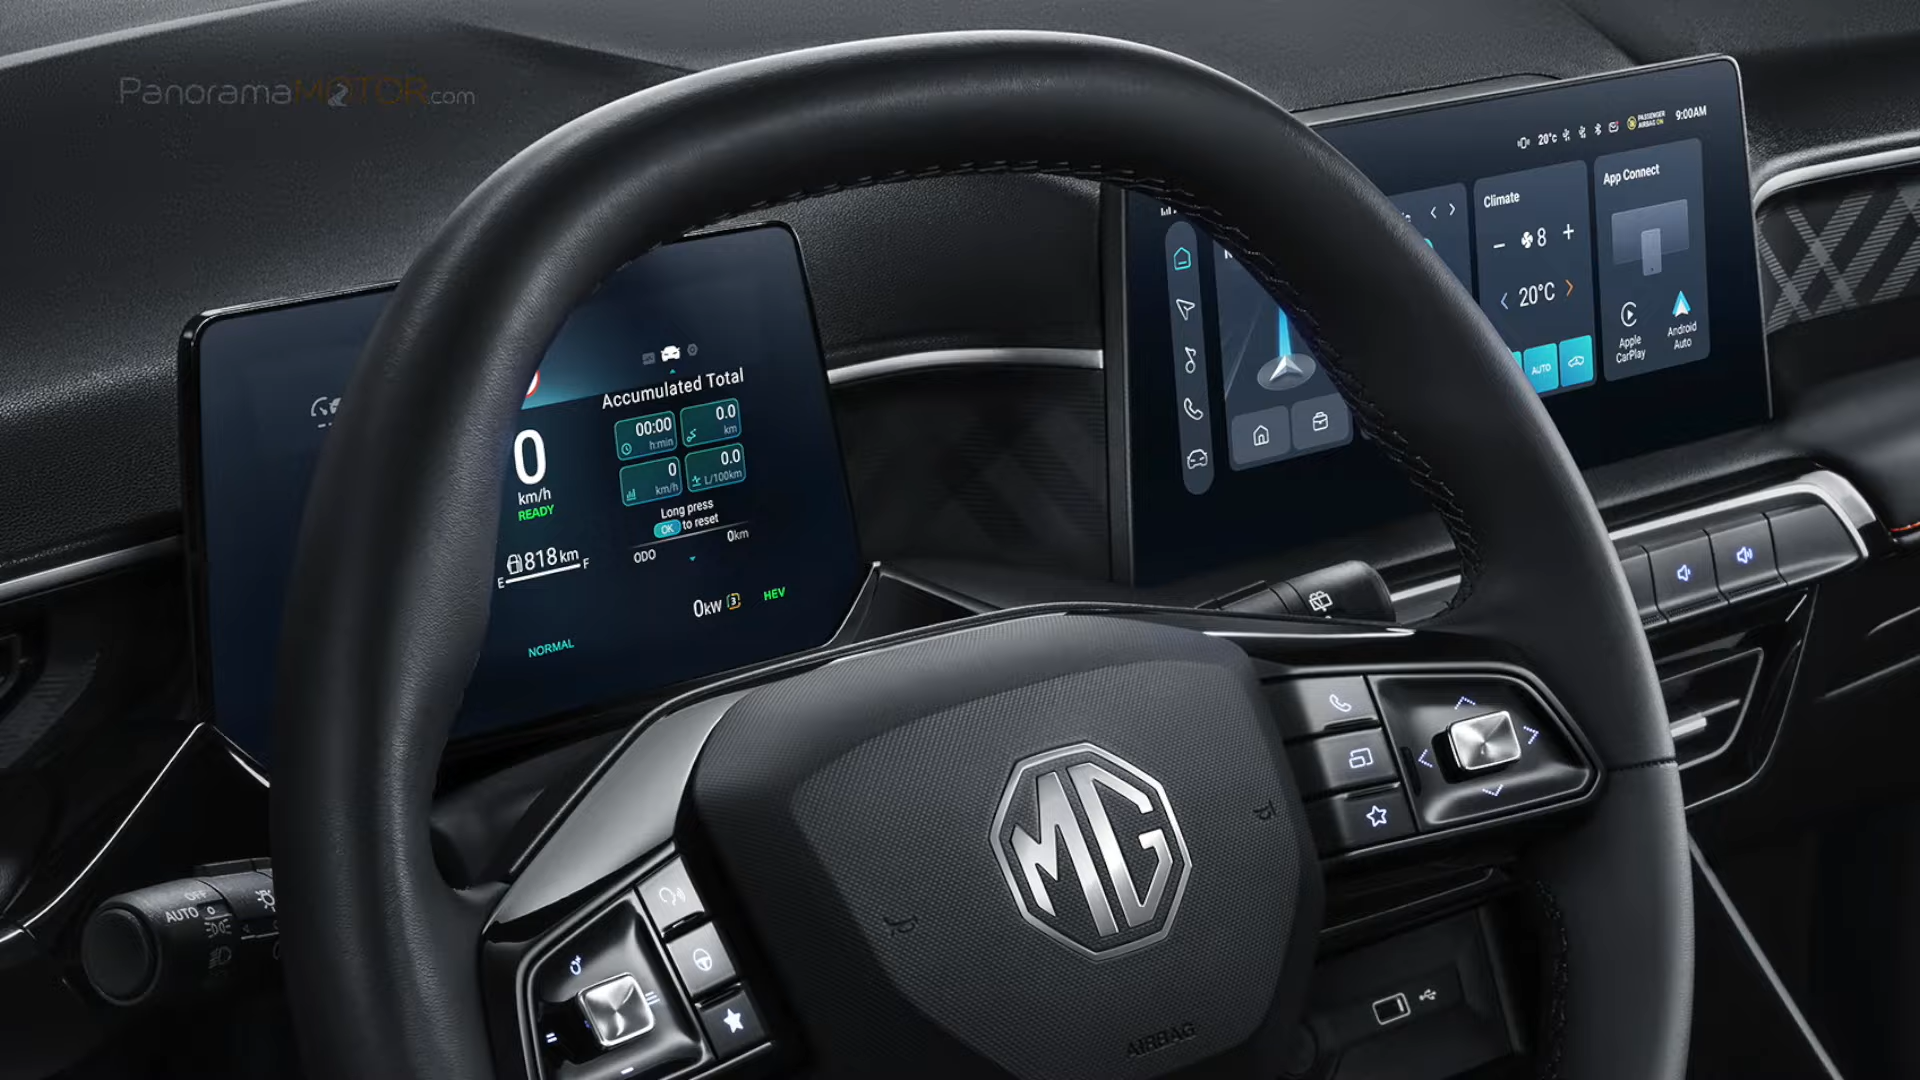 PanoramaMOTOR.com
20°c
PASSENGER
AIRBAG ON
9:00AM
Climate
8
20°C
AUTO
App Connect
Apple
CarPlay
Android
Auto
Accumulated Total
00:00
h:min
0.0
km
0
km/h
0.0
L/100km
Long press
OK to reset
ODO
0km
0
km/h
READY
818km
E
F
0kW
3
HEV
NORMAL
OFF
AUTO
MG
AIRBAG